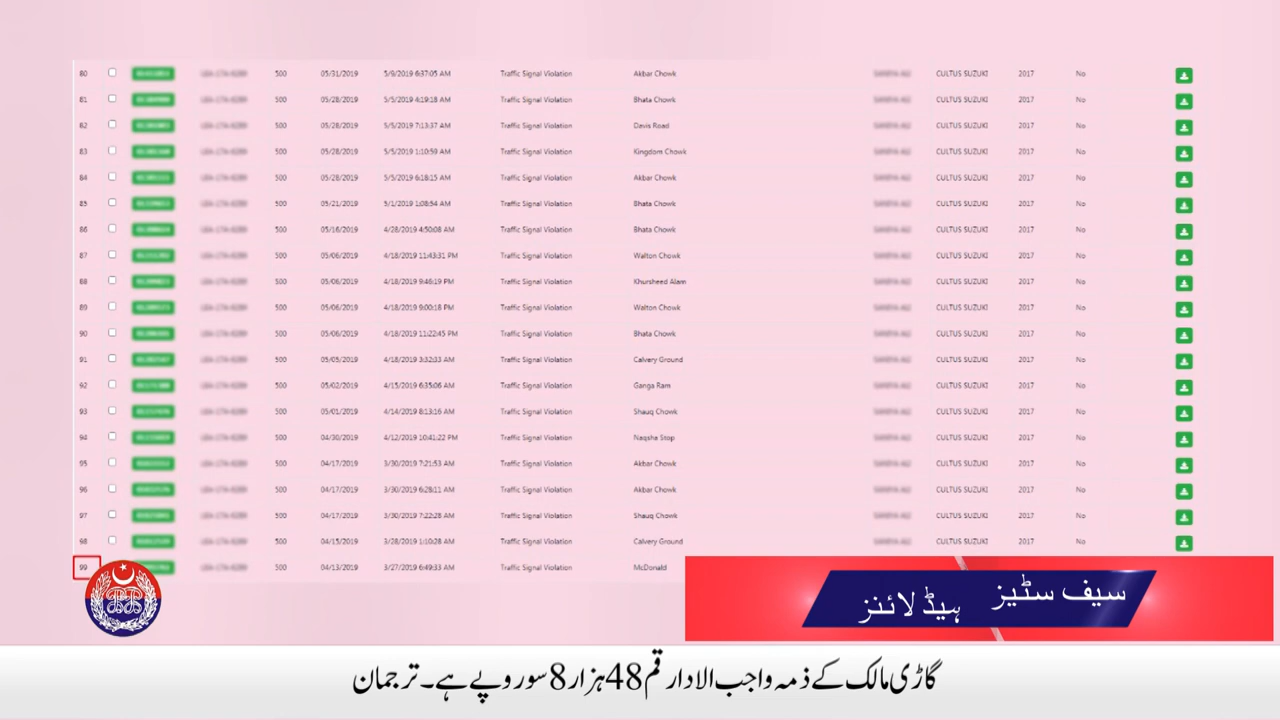 80 500 05/31/2019 5/9/2019 6:37:05 AM Traffic Signal Violation Akbar Chowk CULTUS SUZUKI 2017 No
81 500 05/28/2019 5/5/2019 4:19:18 AM Traffic Signal Violation Bhata Chowk CULTUS SUZUKI 2017 No
82 500 05/28/2019 5/5/2019 7:13:37 AM Traffic Signal Violation Davis Road CULTUS SUZUKI 2017 No
83 500 05/28/2019 5/5/2019 1:10:59 AM Traffic Signal Violation Kingdom Chowk CULTUS SUZUKI 2017 No
84 500 05/28/2019 5/5/2019 6:18:15 AM Traffic Signal Violation Akbar Chowk CULTUS SUZUKI 2017 No
85 500 05/21/2019 5/1/2019 1:08:54 AM Traffic Signal Violation Bhata Chowk CULTUS SUZUKI 2017 No
86 500 05/16/2019 4/28/2019 4:50:08 AM Traffic Signal Violation Bhata Chowk CULTUS SUZUKI 2017 No
87 500 05/06/2019 4/18/2019 11:43:31 PM Traffic Signal Violation Walton Chowk CULTUS SUZUKI 2017 No
88 500 05/06/2019 4/18/2019 9:46:19 PM Traffic Signal Violation Khursheed Alam CULTUS SUZUKI 2017 No
89 500 05/06/2019 4/18/2019 9:00:18 PM Traffic Signal Violation Walton Chowk CULTUS SUZUKI 2017 No
90 500 05/06/2019 4/18/2019 11:22:45 PM Traffic Signal Violation Bhata Chowk CULTUS SUZUKI 2017 No
91 500 05/05/2019 4/18/2019 3:32:33 AM Traffic Signal Violation Calvery Ground CULTUS SUZUKI 2017 No
92 500 05/02/2019 4/15/2019 6:35:06 AM Traffic Signal Violation Ganga Ram CULTUS SUZUKI 2017 No
93 500 05/01/2019 4/14/2019 8:13:16 AM Traffic Signal Violation Shauq Chowk CULTUS SUZUKI 2017 No
94 500 04/30/2019 4/12/2019 10:41:22 PM Traffic Signal Violation Naqsha Stop CULTUS SUZUKI 2017 No
95 500 04/17/2019 3/30/2019 7:21:53 AM Traffic Signal Violation Akbar Chowk CULTUS SUZUKI 2017 No
96 500 04/17/2019 3/30/2019 6:28:11 AM Traffic Signal Violation Akbar Chowk CULTUS SUZUKI 2017 No
97 500 04/17/2019 3/30/2019 7:22:28 AM Traffic Signal Violation Shauq Chowk CULTUS SUZUKI 2017 No
98 500 04/15/2019 3/28/2019 1:10:28 AM Traffic Signal Violation Calvery Ground CULTUS SUZUKI 2017 No
99 500 04/13/2019 3/27/2019 6:49:33 AM Traffic Signal Violation McDonald
سیف سٹیز ہیڈلائنز
گاڑی مالک کے ذمہ واجب الادا رقم 48 ہزار 8 سو روپے ہے۔ ترجمان